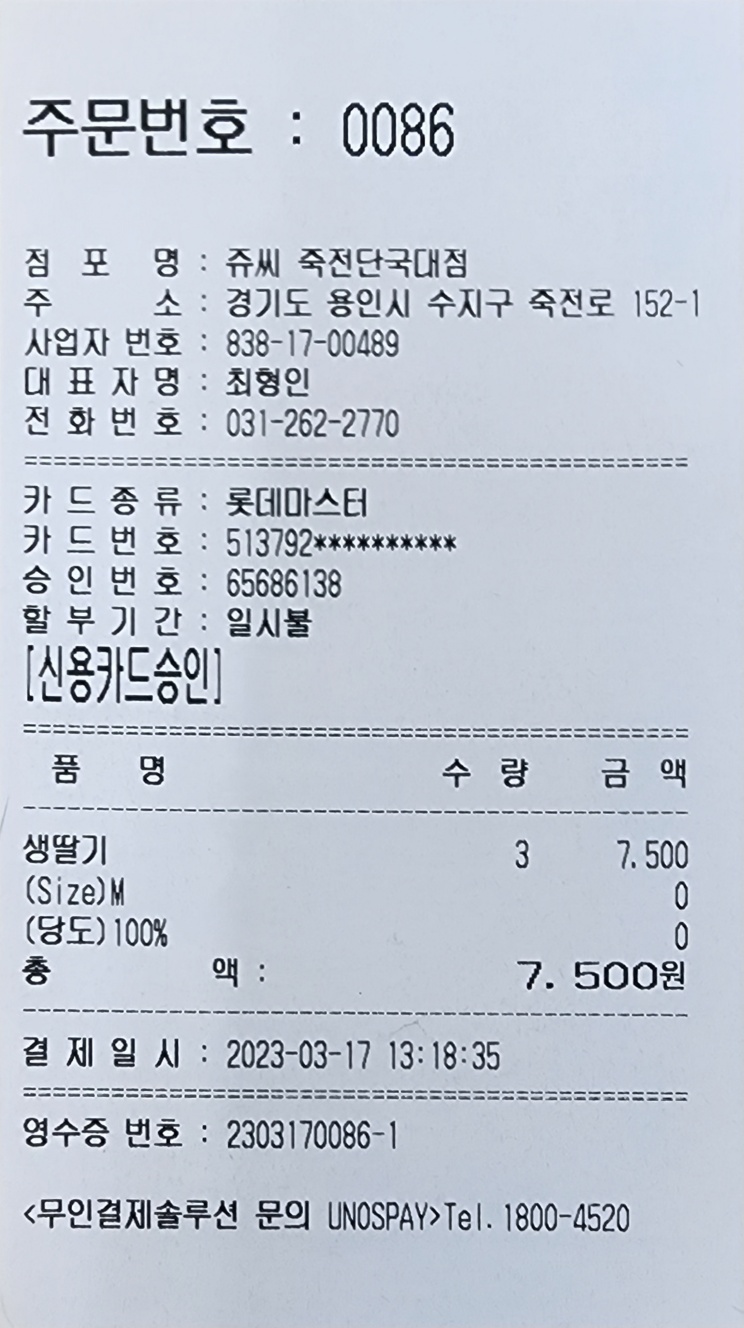 주문번호 : 0086
점 포 명 : 쥬씨 죽전단국대점
주 소 : 경기도 용인시 수지구 죽전로 152-1
사업자 번호 : 838-17-00489
대 표 자 명 : 최형인
전 화 번 호 : 031-262-2770
==============================================
카 드 종 류 : 롯데마스터
카 드 번 호 : 513792**********
승 인 번 호 : 65686138
할 부 기 간 : 일시불
[신용카드승인]
==============================================
품 명 수 량 금 액
----------------------------------------------
생딸기 3 7.500
(Size)M 0
(당도)100% 0
총 액 : 7.500원
----------------------------------------------
결 제 일 시 : 2023-03-17 13:18:35
==============================================
영수증 번호 : 2303170086-1
<무인결제솔루션 문의 UNOSPAY>Tel.1800-4520